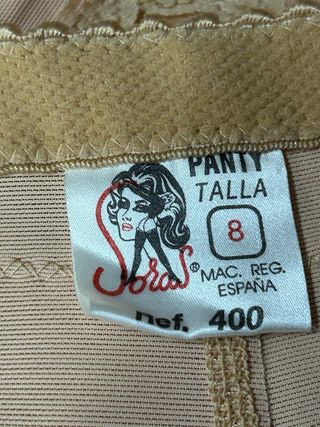 PANTY
TALLA
8
Soras®
MAC. REG.
ESPAÑA
Ref. 400